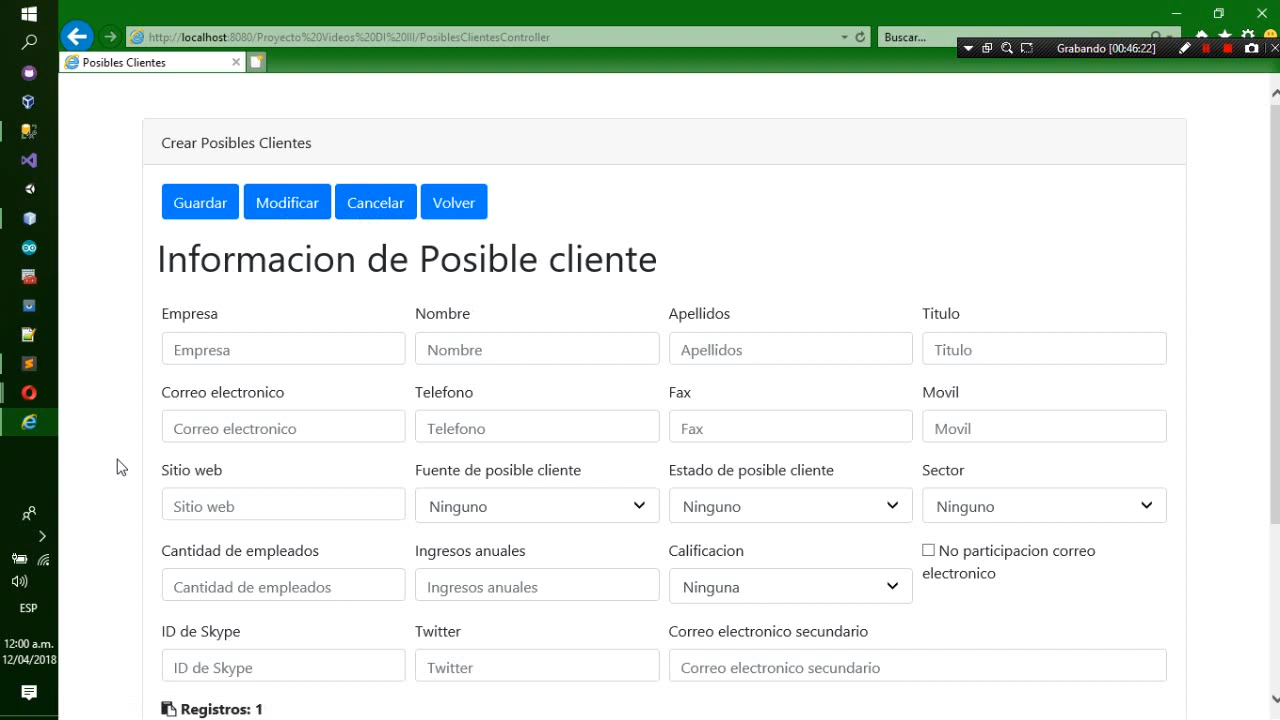 http://localhost:8080/Proyecto%20Videos%20DI%20III/PosiblesClientesController
Buscar...
Grabando [00:46:22]
Posibles Clientes
Crear Posibles Clientes
Guardar Modificar Cancelar Volver
Informacion de Posible cliente
Empresa Nombre Apellidos Titulo
Empresa Nombre Apellidos Titulo
Correo electronico Telefono Fax Movil
Correo electronico Telefono Fax Movil
Sitio web Fuente de posible cliente Estado de posible cliente Sector
Sitio web Ninguno Ninguno Ninguno
Cantidad de empleados Ingresos anuales Calificacion No participacion correo
electronico
Cantidad de empleados Ingresos anuales Ninguna
ID de Skype Twitter Correo electronico secundario
ID de Skype Twitter Correo electronico secundario
Registros: 1
ESP
12:00 a.m.
12/04/2018